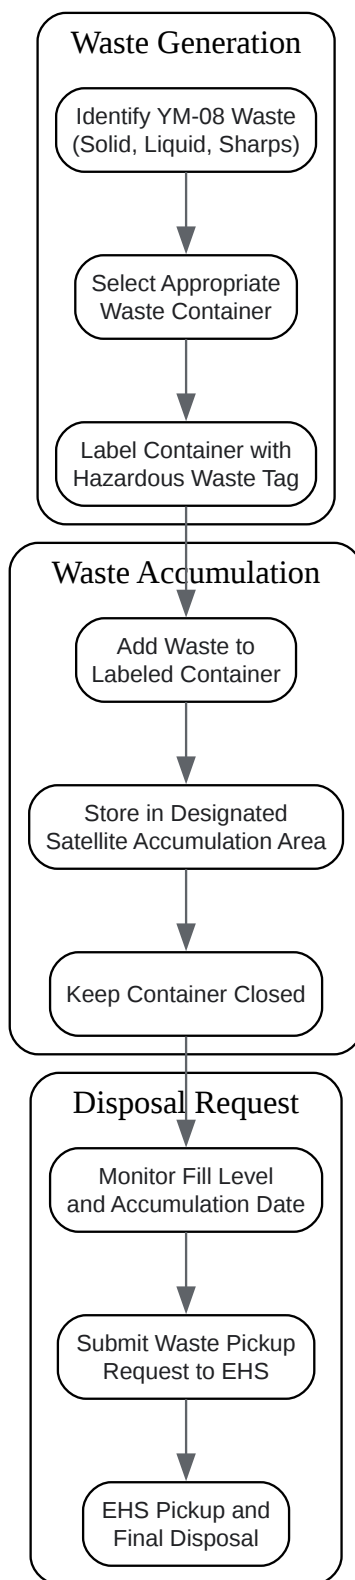 Waste Generation
Identify YM-08 Waste
(Solid, Liquid, Sharps)
Select Appropriate
Waste Container
Label Container with
Hazardous Waste Tag
Waste Accumulation
Add Waste to
Labeled Container
Store in Designated
Satellite Accumulation Area
Keep Container Closed
Disposal Request
Monitor Fill Level
and Accumulation Date
Submit Waste Pickup
Request to EHS
EHS Pickup and
Final Disposal